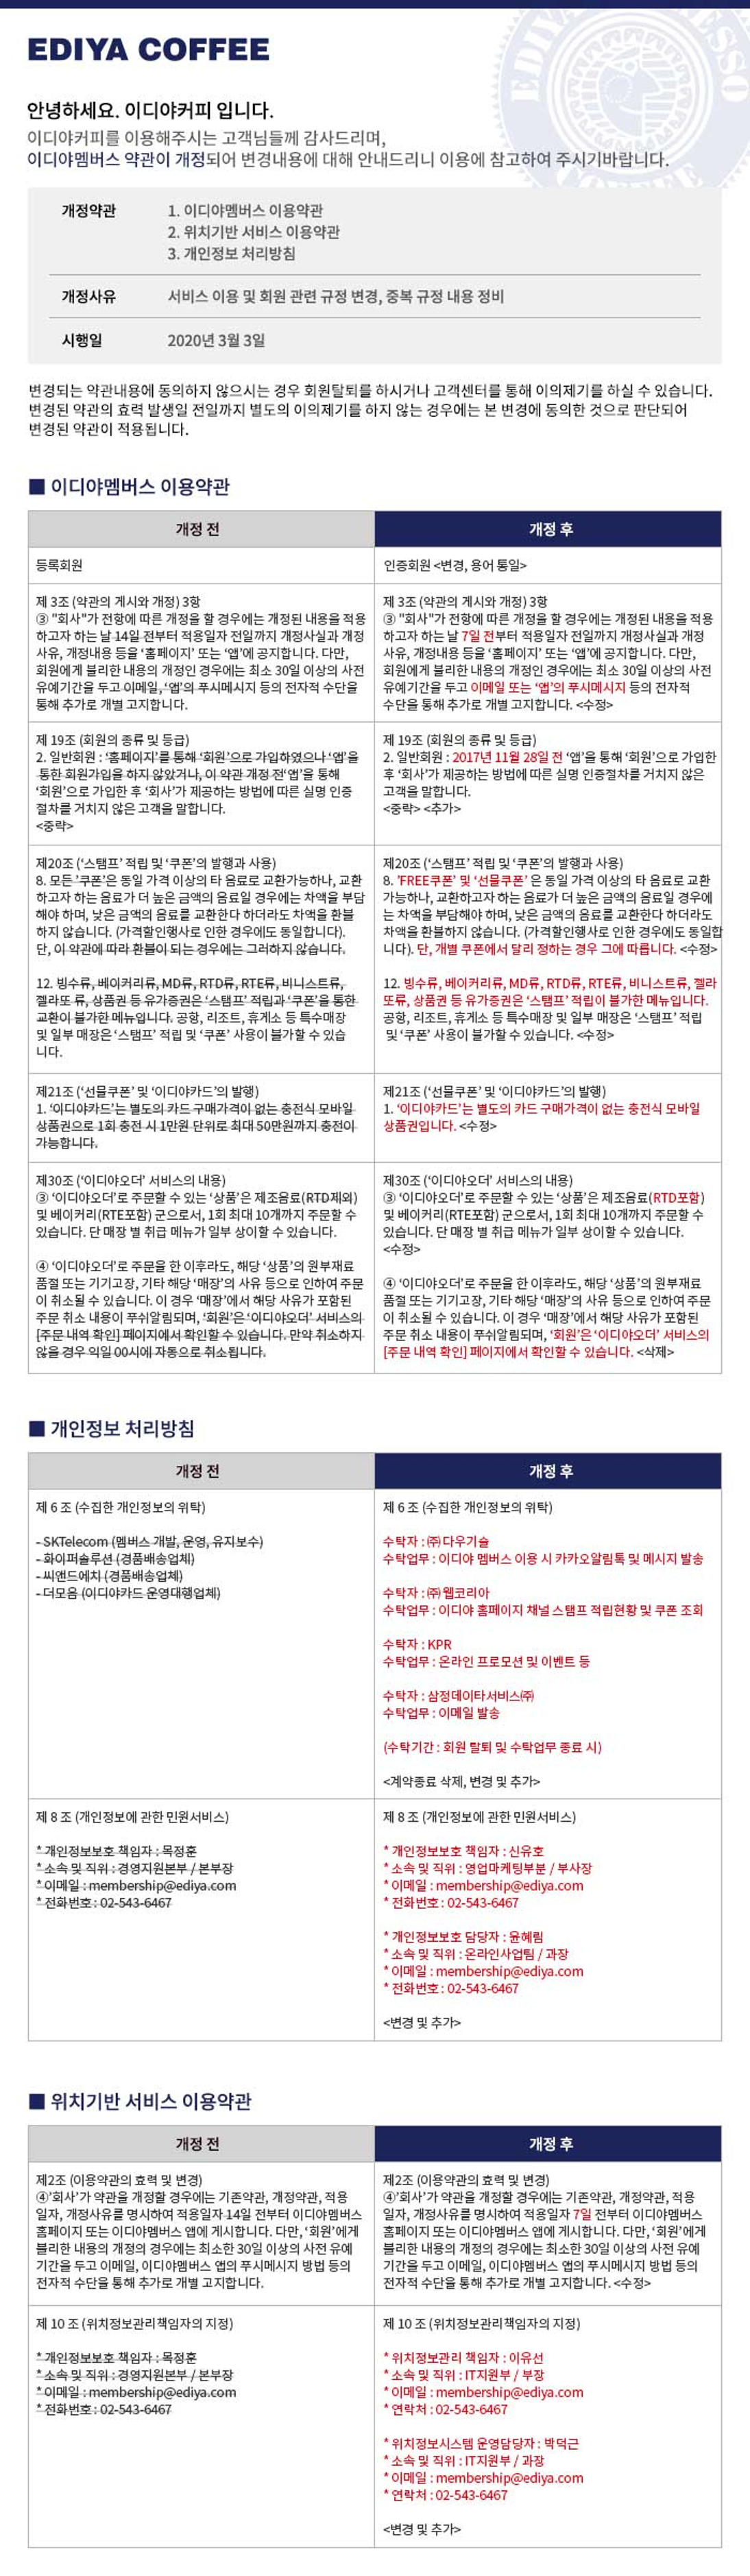 EDIYA COFFEE
안녕하세요. 이디야커피 입니다.
이디야커피를 이용해주시는 고객님들께 감사드리며,
이디야멤버스 약관이 개정되어 변경내용에 대해 안내드리니 이용에 참고하여 주시기바랍니다.
개정약관
1. 이디야멤버스 이용약관
2. 위치기반 서비스 이용약관
3. 개인정보 처리방침
개정사유
서비스 이용 및 회원 관련 규정 변경, 중복 규정 내용 정비
시행일
2020년 3월 3일
변경되는 약관내용에 동의하지 않으시는 경우 회원탈퇴를 하시거나 고객센터를 통해 이의제기를 하실 수 있습니다.
변경된 약관의 효력 발생일 전일까지 별도의 이의제기를 하지 않는 경우에는 본 변경에 동의한 것으로 판단되어
변경된 약관이 적용됩니다.
■ 이디야멤버스 이용약관
개정 전
개정 후
등록회원
인증회원 <변경, 용어 통일>
제 3조 (약관의 게시와 개정) 3항
③ "회사"가 전항에 따른 개정을 할 경우에는 개정된 내용을 적용
하고자 하는 날 14일 전부터 적용일자 전일까지 개정사실과 개정
사유, 개정내용 등을 '홈페이지' 또는 '앱'에 공지합니다. 다만,
회원에게 불리한 내용의 개정인 경우에는 최소 30일 이상의 사전
유예기간을 두고 이메일, '앱'의 푸시메시지 등의 전자적 수단을
통해 추가로 개별 고지합니다.
제 3조 (약관의 게시와 개정) 3항
③ "회사"가 전항에 따른 개정을 할 경우에는 개정된 내용을 적용
하고자 하는 날 7일 전부터 적용일자 전일까지 개정사실과 개정
사유, 개정내용 등을 '홈페이지' 또는 '앱'에 공지합니다. 다만,
회원에게 불리한 내용의 개정인 경우에는 최소 30일 이상의 사전
유예기간을 두고 이메일 또는 '앱'의 푸시메시지 등의 전자적
수단을 통해 추가로 개별 고지합니다. <수정>
제 19조 (회원의 종류 및 등급)
2. 일반회원 : '홈페이지'를 통해 '회원'으로 가입하였으나 '앱'을
통한 회원가입을 하지 않았거나, 이 약관 개정 전 '앱'을 통해
'회원'으로 가입한 후 '회사'가 제공하는 방법에 따른 실명 인증
절차를 거치지 않은 고객을 말합니다.
<중략>
제 19조 (회원의 종류 및 등급)
2. 일반회원 : 2017년 11월 28일 전 '앱'을 통해 '회원'으로 가입한
후 '회사'가 제공하는 방법에 따른 실명 인증절차를 거치지 않은
고객을 말합니다.
<중략> <추가>
제20조 ('스탬프' 적립 및 '쿠폰'의 발행과 사용)
8. 모든 '쿠폰'은 동일 가격 이상의 타 음료로 교환가능하나, 교환
하고자 하는 음료가 더 높은 금액의 음료일 경우에는 차액을 부담
해야 하며, 낮은 금액의 음료를 교환한다 하더라도 차액을 환불
하지 않습니다. (가격할인행사로 인한 경우에도 동일합니다).
단, 이 약관에 따라 환불이 되는 경우에는 그러하지 않습니다.
12. 빙수류, 베이커리류, MD류, RTD류, RTE류, 비니스트류,
젤라또 류, 상품권 등 유가증권은 '스탬프' 적립과 '쿠폰'을 통한
교환이 불가한 메뉴입니다. 공항, 리조트, 휴게소 등 특수매장
및 일부 매장은 '스탬프' 적립 및 '쿠폰' 사용이 불가할 수 있습
니다.
제20조 ('스탬프' 적립 및 '쿠폰'의 발행과 사용)
8. 'FREE쿠폰' 및 '선물쿠폰' 은 동일 가격 이상의 타 음료로 교환
가능하나, 교환하고자 하는 음료가 더 높은 금액의 음료일 경우에
는 차액을 부담해야 하며, 낮은 금액의 음료를 교환한다 하더라도
차액을 환불하지 않습니다. (가격할인행사로 인한 경우에도 동일합
니다). 단, 개별 쿠폰에서 달리 정하는 경우 그에 따릅니다. <수정>
12. 빙수류, 베이커리류, MD류, RTD류, RTE류, 비니스트류, 젤라
또류, 상품권 등 유가증권은 '스탬프' 적립이 불가한 메뉴입니다.
공항, 리조트, 휴게소 등 특수매장 및 일부 매장은 '스탬프' 적립
및 '쿠폰' 사용이 불가할 수 있습니다. <수정>
제21조 ('선물쿠폰' 및 '이디야카드'의 발행)
1. '이디야카드'는 별도의 카드 구매가격이 없는 충전식 모바일
상품권으로 1회 충전 시 1만원 단위로 최대 50만원까지 충전이
가능합니다.
제21조 ('선물쿠폰' 및 '이디야카드'의 발행)
1. '이디야카드'는 별도의 카드 구매가격이 없는 충전식 모바일
상품권입니다. <수정>
제30조 ('이디야오더' 서비스의 내용)
③ '이디야오더'로 주문할 수 있는 '상품'은 제조음료(RTD제외)
및 베이커리(RTE포함) 군으로서, 1회 최대 10개까지 주문할 수
있습니다. 단 매장 별 취급 메뉴가 일부 상이할 수 있습니다.
④ '이디야오더'로 주문을 한 이후라도, 해당 '상품'의 원부재료
품절 또는 기기고장, 기타 해당 '매장'의 사유 등으로 인하여 주문
이 취소될 수 있습니다. 이 경우 '매장'에서 해당 사유가 포함된
주문 취소 내용이 푸쉬알림되며, '회원'은 '이디야오더' 서비스의
[주문 내역 확인] 페이지에서 확인할 수 있습니다. 만약 취소하지
않을 경우 익일 00시에 자동으로 취소됩니다.
제30조 ('이디야오더' 서비스의 내용)
③ '이디야오더'로 주문할 수 있는 '상품'은 제조음료(RTD포함)
및 베이커리(RTE포함) 군으로서, 1회 최대 10개까지 주문할 수
있습니다. 단 매장 별 취급 메뉴가 일부 상이할 수 있습니다.
<수정>
④ '이디야오더'로 주문을 한 이후라도, 해당 '상품'의 원부재료
품절 또는 기기고장, 기타 해당 '매장'의 사유 등으로 인하여 주문
이 취소될 수 있습니다. 이 경우 '매장'에서 해당 사유가 포함된
주문 취소 내용이 푸쉬알림되며, '회원'은 '이디야오더' 서비스의
[주문 내역 확인] 페이지에서 확인할 수 있습니다. <삭제>
■ 개인정보 처리방침
개정 전
개정 후
제 6 조 (수집한 개인정보의 위탁)
- SKTelecom (멤버스 개발, 운영, 유지보수)
- 화이퍼솔루션 (경품배송업체)
- 씨앤드에치 (경품배송업체)
- 더모음 (이디야카드 운영대행업체)
제 6 조 (수집한 개인정보의 위탁)
수탁자 : ㈜ 다우기술
수탁업무 : 이디야 멤버스 이용 시 카카오알림톡 및 메시지 발송
수탁자 : ㈜ 웹코리아
수탁업무 : 이디야 홈페이지 채널 스탬프 적립현황 및 쿠폰 조회
수탁자 : KPR
수탁업무 : 온라인 프로모션 및 이벤트 등
수탁자 : 삼정데이타서비스㈜
수탁업무 : 이메일 발송
(수탁기간 : 회원 탈퇴 및 수탁업무 종료 시)
<계약종료 삭제, 변경 및 추가>
제 8 조 (개인정보에 관한 민원서비스)
* 개인정보보호 책임자 : 목정훈
* 소속 및 직위 : 경영지원본부 / 본부장
* 이메일 : membership@ediya.com
* 전화번호 : 02-543-6467
제 8 조 (개인정보에 관한 민원서비스)
* 개인정보보호 책임자 : 신유호
* 소속 및 직위 : 영업마케팅부분 / 부사장
* 이메일 : membership@ediya.com
* 전화번호 : 02-543-6467
* 개인정보보호 담당자 : 윤혜림
* 소속 및 직위 : 온라인사업팀 / 과장
* 이메일 : membership@ediya.com
* 전화번호 : 02-543-6467
<변경 및 추가>
■ 위치기반 서비스 이용약관
개정 전
개정 후
제2조 (이용약관의 효력 및 변경)
④'회사'가 약관을 개정할 경우에는 기존약관, 개정약관, 적용
일자, 개정사유를 명시하여 적용일자 14일 전부터 이디야멤버스
홈페이지 또는 이디야멤버스 앱에 게시합니다. 다만, '회원'에게
불리한 내용의 개정의 경우에는 최소한 30일 이상의 사전 유예
기간을 두고 이메일, 이디야멤버스 앱의 푸시메시지 방법 등의
전자적 수단을 통해 추가로 개별 고지합니다.
제2조 (이용약관의 효력 및 변경)
④'회사'가 약관을 개정할 경우에는 기존약관, 개정약관, 적용
일자, 개정사유를 명시하여 적용일자 7일 전부터 이디야멤버스
홈페이지 또는 이디야멤버스 앱에 게시합니다. 다만, '회원'에게
불리한 내용의 개정의 경우에는 최소한 30일 이상의 사전 유예
기간을 두고 이메일, 이디야멤버스 앱의 푸시메시지 방법 등의
전자적 수단을 통해 추가로 개별 고지합니다. <수정>
제 10 조 (위치정보관리책임자의 지정)
* 개인정보보호 책임자 : 목정훈
* 소속 및 직위 : 경영지원본부 / 본부장
* 이메일 : membership@ediya.com
* 전화번호 : 02-543-6467
제 10 조 (위치정보관리책임자의 지정)
* 위치정보관리 책임자 : 이유선
* 소속 및 직위 : IT지원부 / 부장
* 이메일 : membership@ediya.com
* 연락처 : 02-543-6467
* 위치정보시스템 운영담당자 : 박덕근
* 소속 및 직위 : IT지원부 / 과장
* 이메일 : membership@ediya.com
* 연락처 : 02-543-6467
<변경 및 추가>